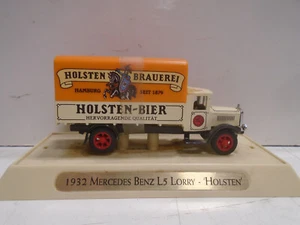 HOLSTEN BRAUEREI
HAMBURG SEIT 1879
HOLSTEN-BIER
HERVORRAGENDE QUALITÄT
1932 MERCEDES BENZ L5 LORRY - 'HOLSTEN'